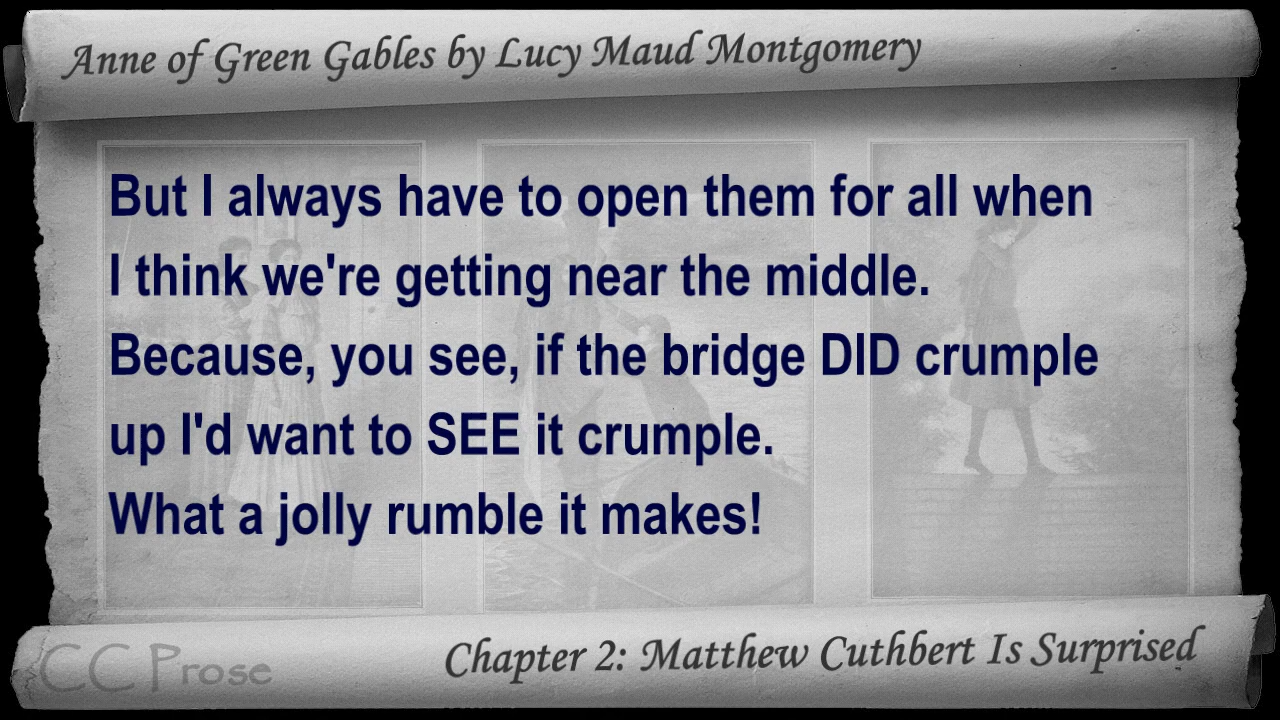 Anne of Green Gables by Lucy Maud Montgomery
But I always have to open them for all when
I think we're getting near the middle.
Because, you see, if the bridge DID crumple
up I'd want to SEE it crumple.
What a jolly rumble it makes!
CC Prose
Chapter 2: Matthew Cuthbert Is Surprised